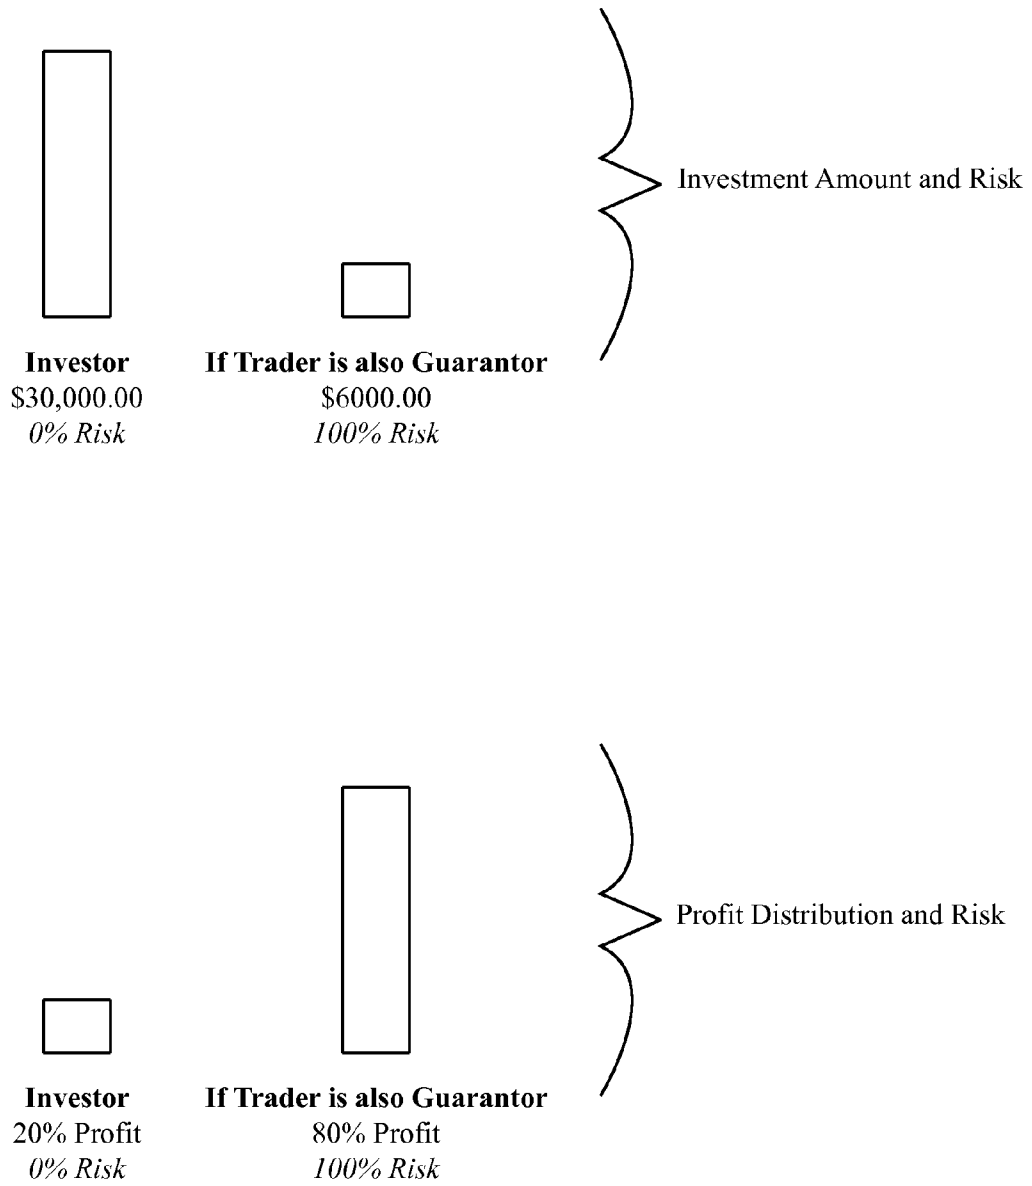 Investment Amount and Risk
Investor
$30,000.00
0% Risk
If Trader is also Guarantor
$6000.00
100% Risk
Profit Distribution and Risk
Investor
20% Profit
0% Risk
If Trader is also Guarantor
80% Profit
100% Risk